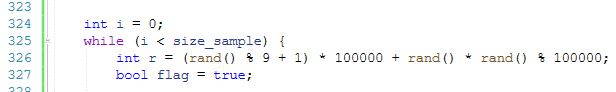 323
324 int i = 0;
325 while (i < size_sample) {
326 int r = (rand() % 9 + 1) * 100000 + rand() * rand() % 100000;
327 bool flag = true;
328